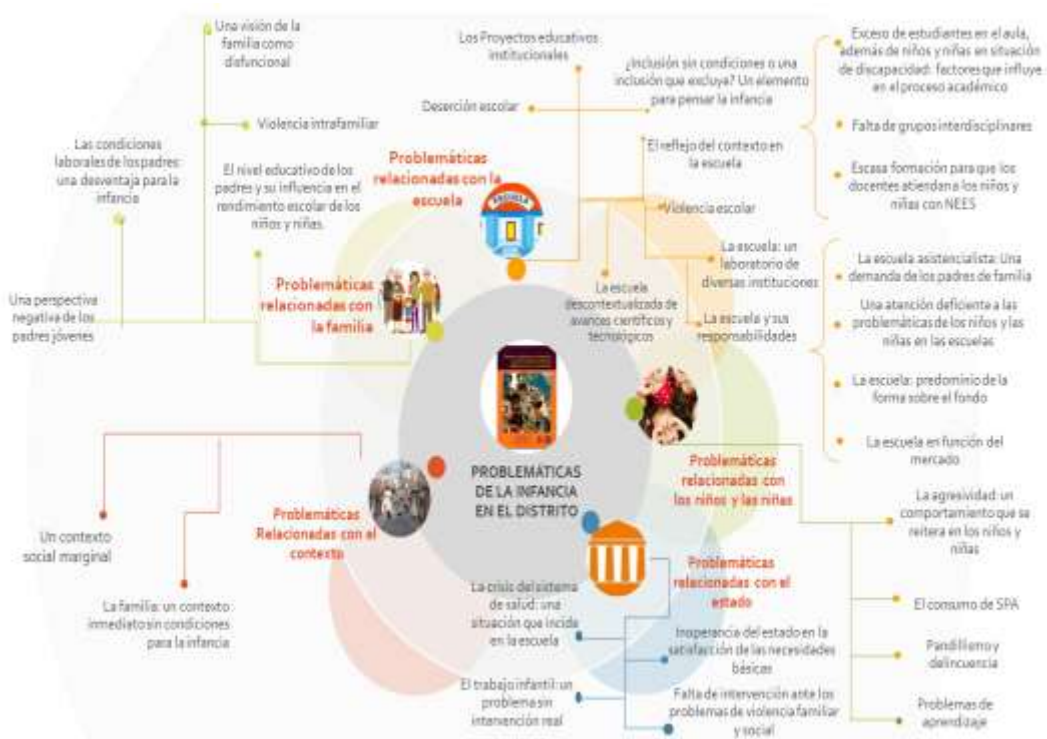 Una visión de la
familia como
disfuncional
Violencia intrafamiliar
Las condiciones
laborales de los padres:
una desventaja para la
infancia
El nivel educativo de los
padres y su influencia en el
rendimiento escolar de los
niños y niñas.
Una perspectiva
negativa de los
padres jóvenes
Problemáticas
relacionadas con
la familia
Los Proyectos educativos
institucionales
Deserción escolar
Problemáticas
relacionadas con la
escuela
ESCUELA
¿Inclusión sin condiciones o una
inclusión que excluye? Un elemento
para pensar la infancia
El reflejo del contexto en
la escuela
Violencia escolar
La escuela: un
laboratorio de
diversas instituciones
La escuela
descontextualizada de
avances científicos y
tecnológicos
La escuela y sus
responsabilidades
Exceso de estudiantes en el aula,
además de niños y niñas en situación
de discapacidad: factores que influye
en el proceso académico
Falta de grupos interdisciplinares
Escasa formación para que los
docentes atiendan a los niños y
niñas con NEES
La escuela asistencialista: Una
demanda de los padres de familia
Una atención deficiente a las
problemáticas de los niños y las
niñas en las escuelas
La escuela: predominio de la
forma sobre el fondo
La escuela en función del
mercado
PROBLEMÁTICAS
DE LA INFANCIA
EN EL DISTRITO
Problemáticas
relacionadas con
los niños y las niñas
La agresividad: un
comportamiento que se
reitera en los niños y
niñas
El consumo de SPA
Pandillismo y
delincuencia
Problemas de
aprendizaje
Problemáticas
Relacionadas con el
contexto
Un contexto
social marginal
La familia: un contexto
inmediato sin condiciones
para la infancia
Problemáticas
relacionadas con el
estado
La crisis del sistema
de salud: una
situación que incida
en la escuela
Inoperancia del estado en la
satisfacción de las necesidades
básicas
El trabajo infantil: un
problema sin
intervención real
Falta de intervención ante los
problemas de violencia familiar
y social